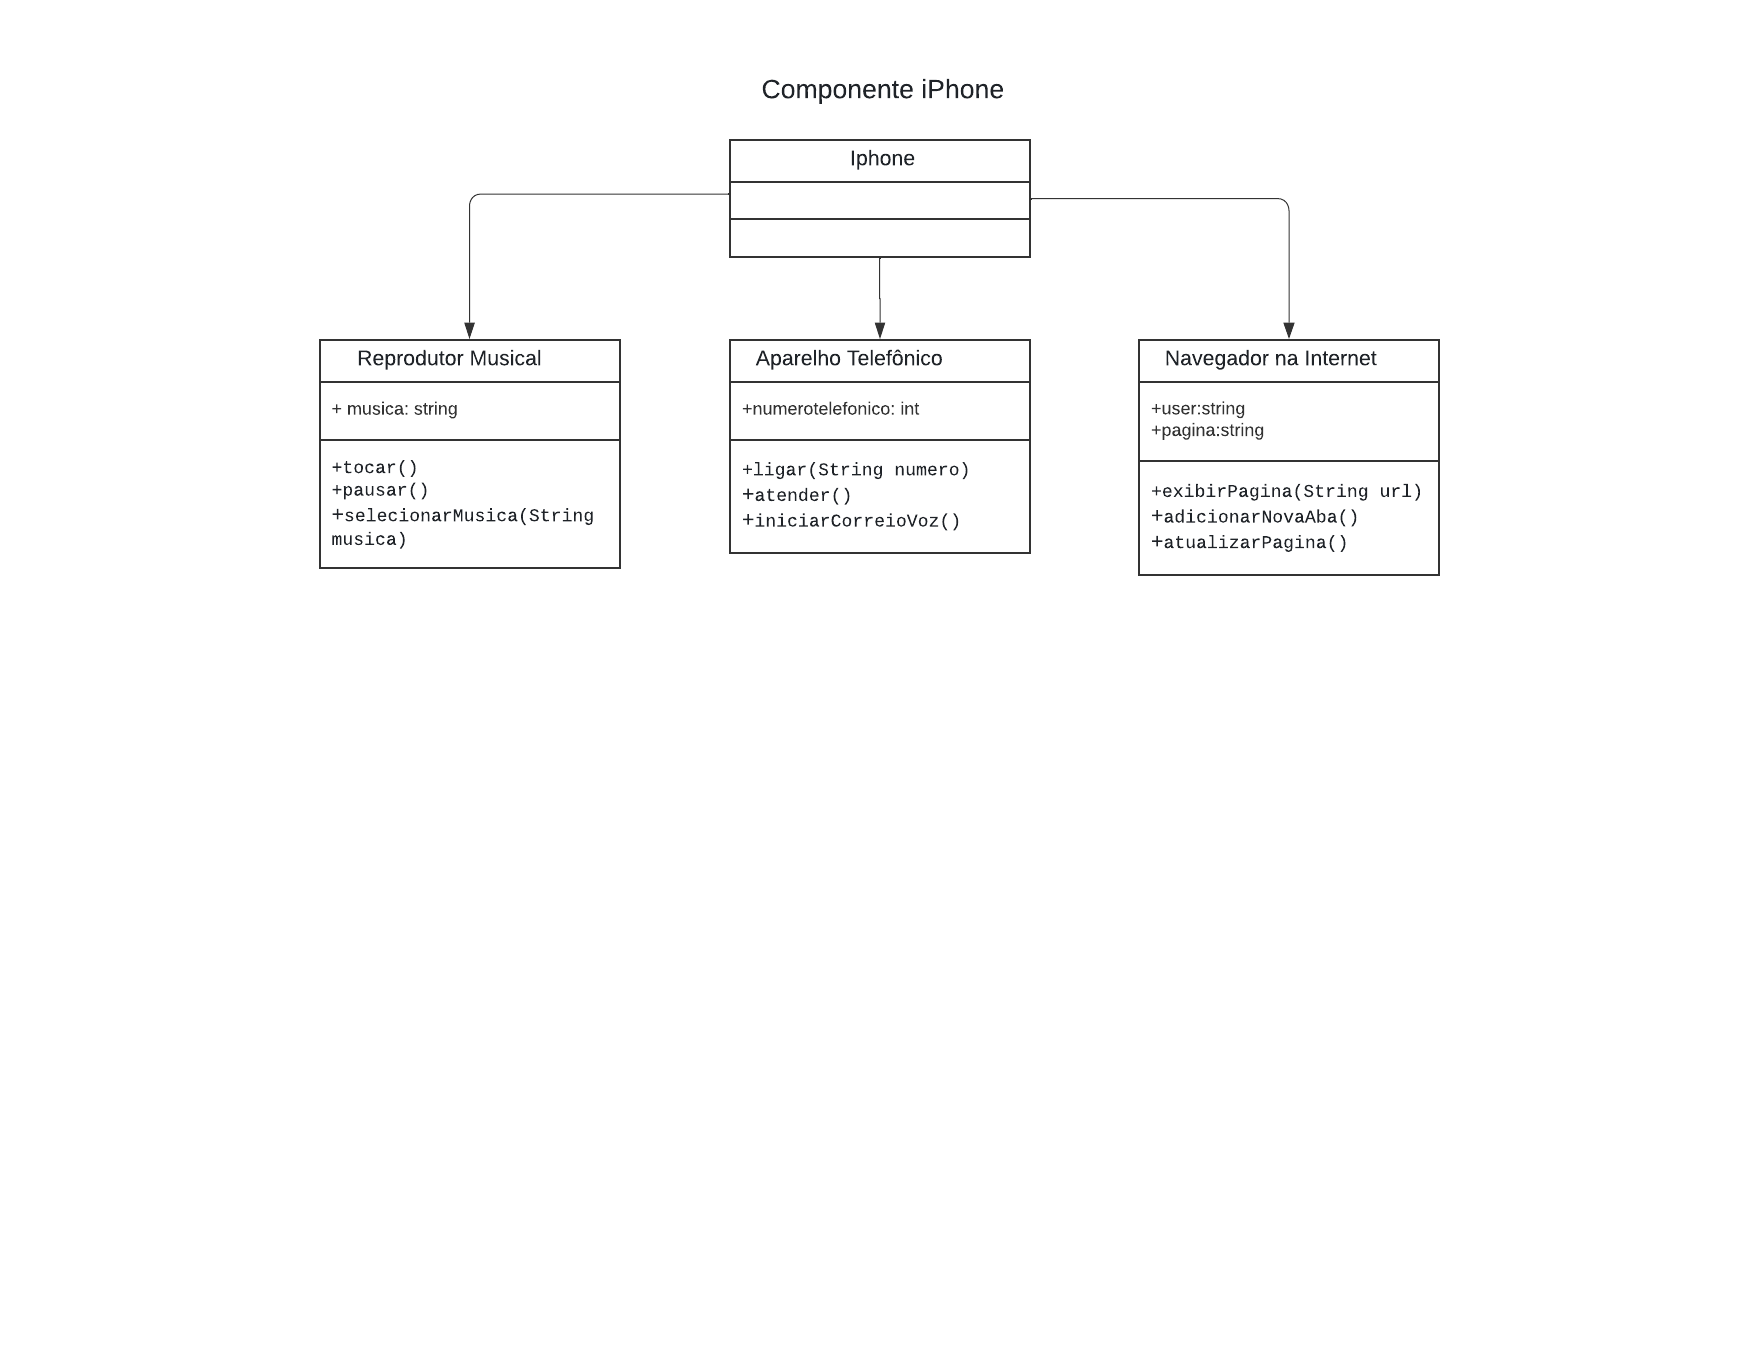 Componente iPhone
Iphone
Reprodutor Musical
+ musica: string
+tocar()
+pausar()
+selecionarMusica(String
musica)
Aparelho Telefônico
+numerotelefonico: int
+ligar(String numero)
+atender()
+iniciarCorreioVoz()
Navegador na Internet
+user:string
+pagina:string
+exibirPagina(String url)
+adicionarNovaAba()
+atualizarPagina()